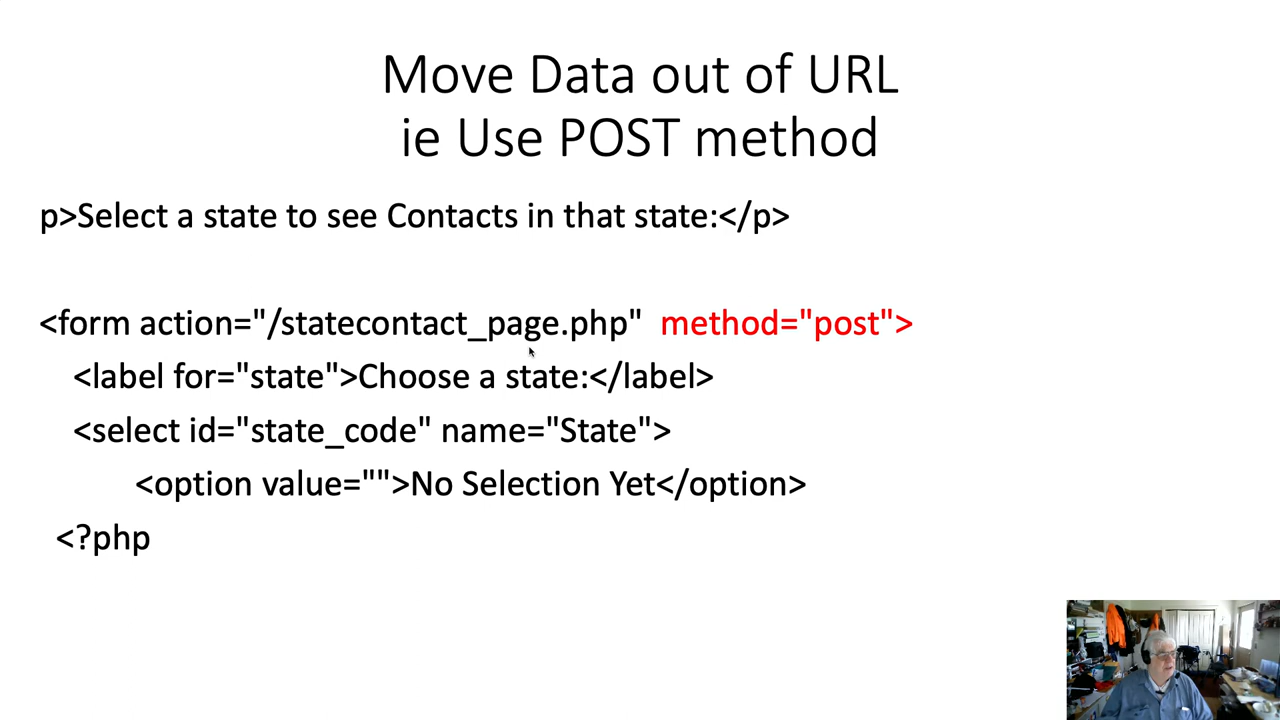 Move Data out of URL
ie Use POST method
p>Select a state to see Contacts in that state:</p>
<form action="/statecontact_page.php"  method="post">
<label for="state">Choose a state:</label>
<select id="state_code" name="State">
<option value="">No Selection Yet</option>
<?php